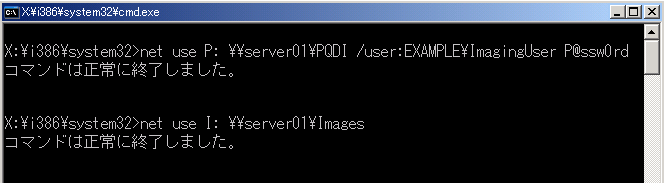 X:¥i386¥system32¥cmd.exe
X:¥i386¥system32>net use P: ¥¥server01¥PQDI /user:EXAMPLE¥ImagingUser P@ssw0rd
コマンドは正常に終了しました。
X:¥i386¥system32>net use I: ¥¥server01¥Images
コマンドは正常に終了しました。